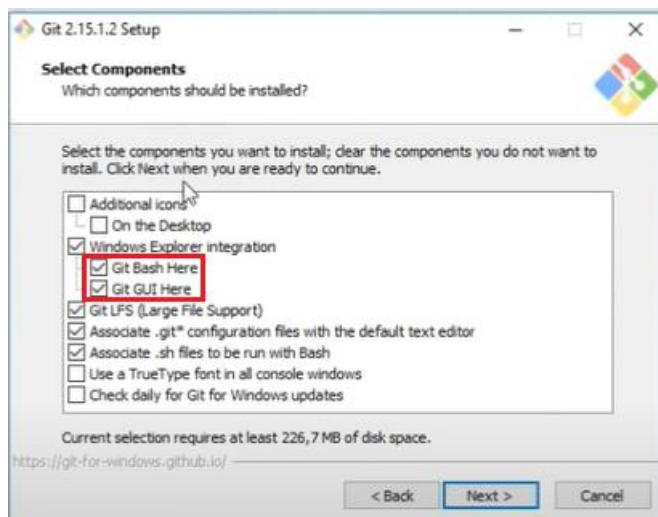 Git 2.15.1.2 Setup
Select Components
Which components should be installed?
Select the components you want to install; clear the components you do not want to
install. Click Next when you are ready to continue.
Additional icons
On the Desktop
Windows Explorer integration
Git Bash Here
Git GUI Here
Git LFS (Large File Support)
Associate .git* configuration files with the default text editor
Associate .sh files to be run with Bash
Use a TrueType font in all console windows
Check daily for Git for Windows updates
Current selection requires at least 226,7 MB of disk space.
https://git-for-windows.github.io/
< Back Next > Cancel